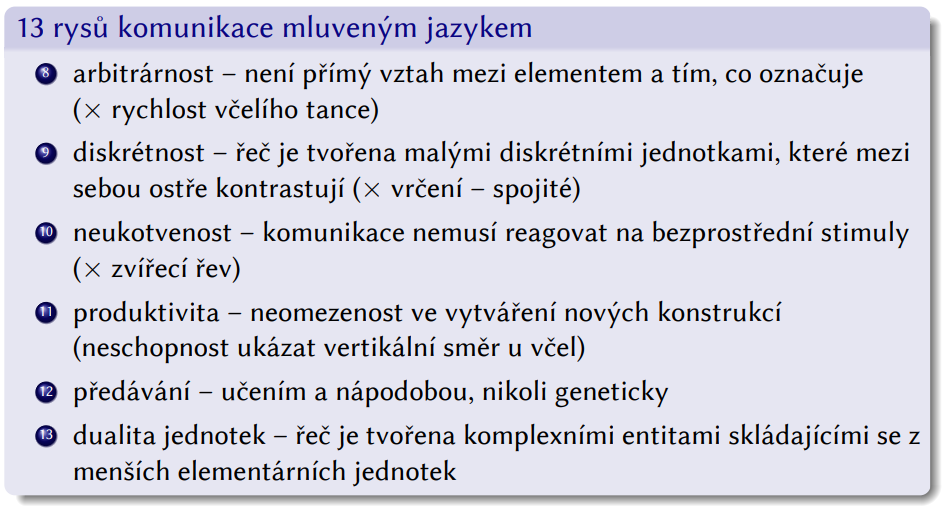 13 rysů komunikace mluveným jazykem
8 arbitrárnost – není přímý vztah mezi elementem a tím, co označuje
(× rychlost včelího tance)
9 diskrétnost – řeč je tvořena malými diskrétními jednotkami, které mezi
sebou ostře kontrastují (× vrčení – spojité)
10 neukotvenost – komunikace nemusí reagovat na bezprostřední stimuly
(× zvířecí řev)
11 produktivita – neomezenost ve vytváření nových konstrukcí
(neschopnost ukázat vertikální směr u včel)
12 předávání – učením a nápodobou, nikoli geneticky
13 dualita jednotek – řeč je tvořena komplexními entitami skládajícími se z
menších elementárních jednotek